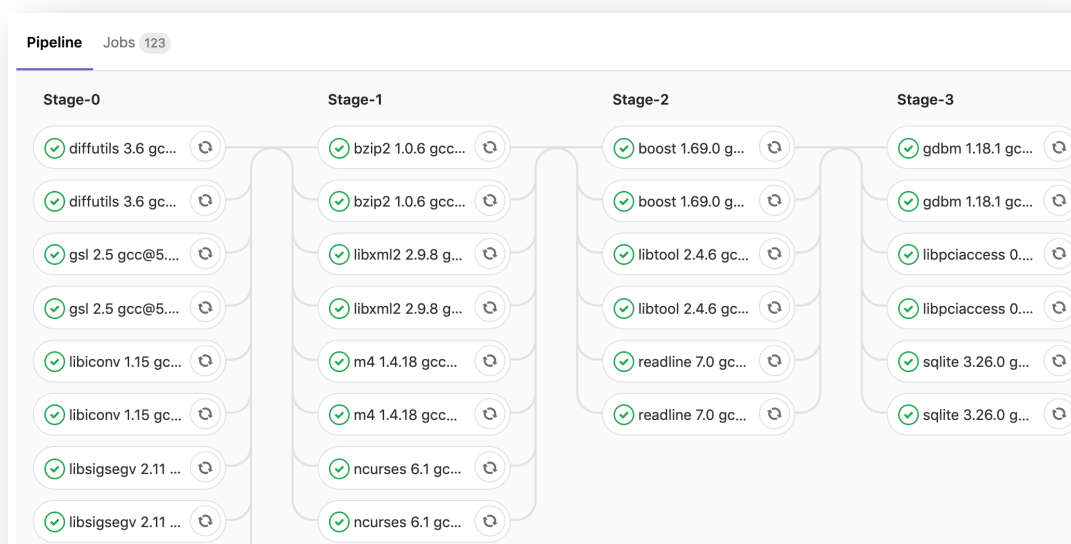 Pipeline
Jobs 123
Stage-0
Stage-1
Stage-2
Stage-3
diffutils 3.6 gc...
bzip2 1.0.6 gcc...
boost 1.69.0 g...
gdbm 1.18.1 gc...
diffutils 3.6 gc...
bzip2 1.0.6 gcc...
boost 1.69.0 g...
gdbm 1.18.1 gc...
gsl 2.5 gcc@5....
libxml2 2.9.8 g...
libtool 2.4.6 gc...
libpciaccess 0....
gsl 2.5 gcc@5....
libxml2 2.9.8 g...
libtool 2.4.6 gc...
libpciaccess 0....
libiconv 1.15 gc...
m4 1.4.18 gcc...
readline 7.0 gc...
sqlite 3.26.0 g...
libiconv 1.15 gc...
m4 1.4.18 gcc...
readline 7.0 gc...
sqlite 3.26.0 g...
libsigsegv 2.11 ...
ncurses 6.1 gc...
libsigsegv 2.11 ...
ncurses 6.1 gc...